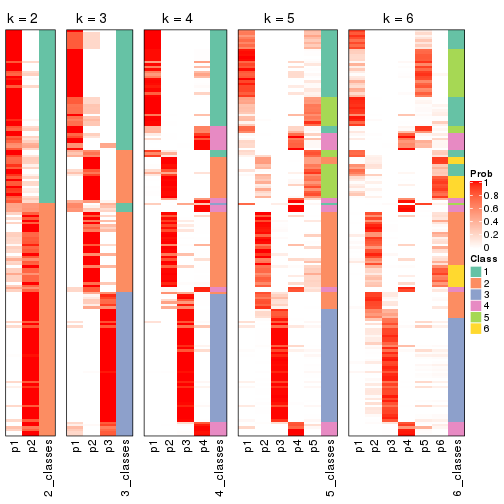 k = 2
k = 3
k = 4
k = 5
k = 6
Prob
1
0.8
0.6
0.4
0.2
0
Class
1
2
3
4
5
6
p1
p2
2_classes
p1
p2
p3
3_classes
p1
p2
p3
p4
4_classes
p1
p2
p3
p4
p5
5_classes
p1
p2
p3
p4
p5
p6
6_classes